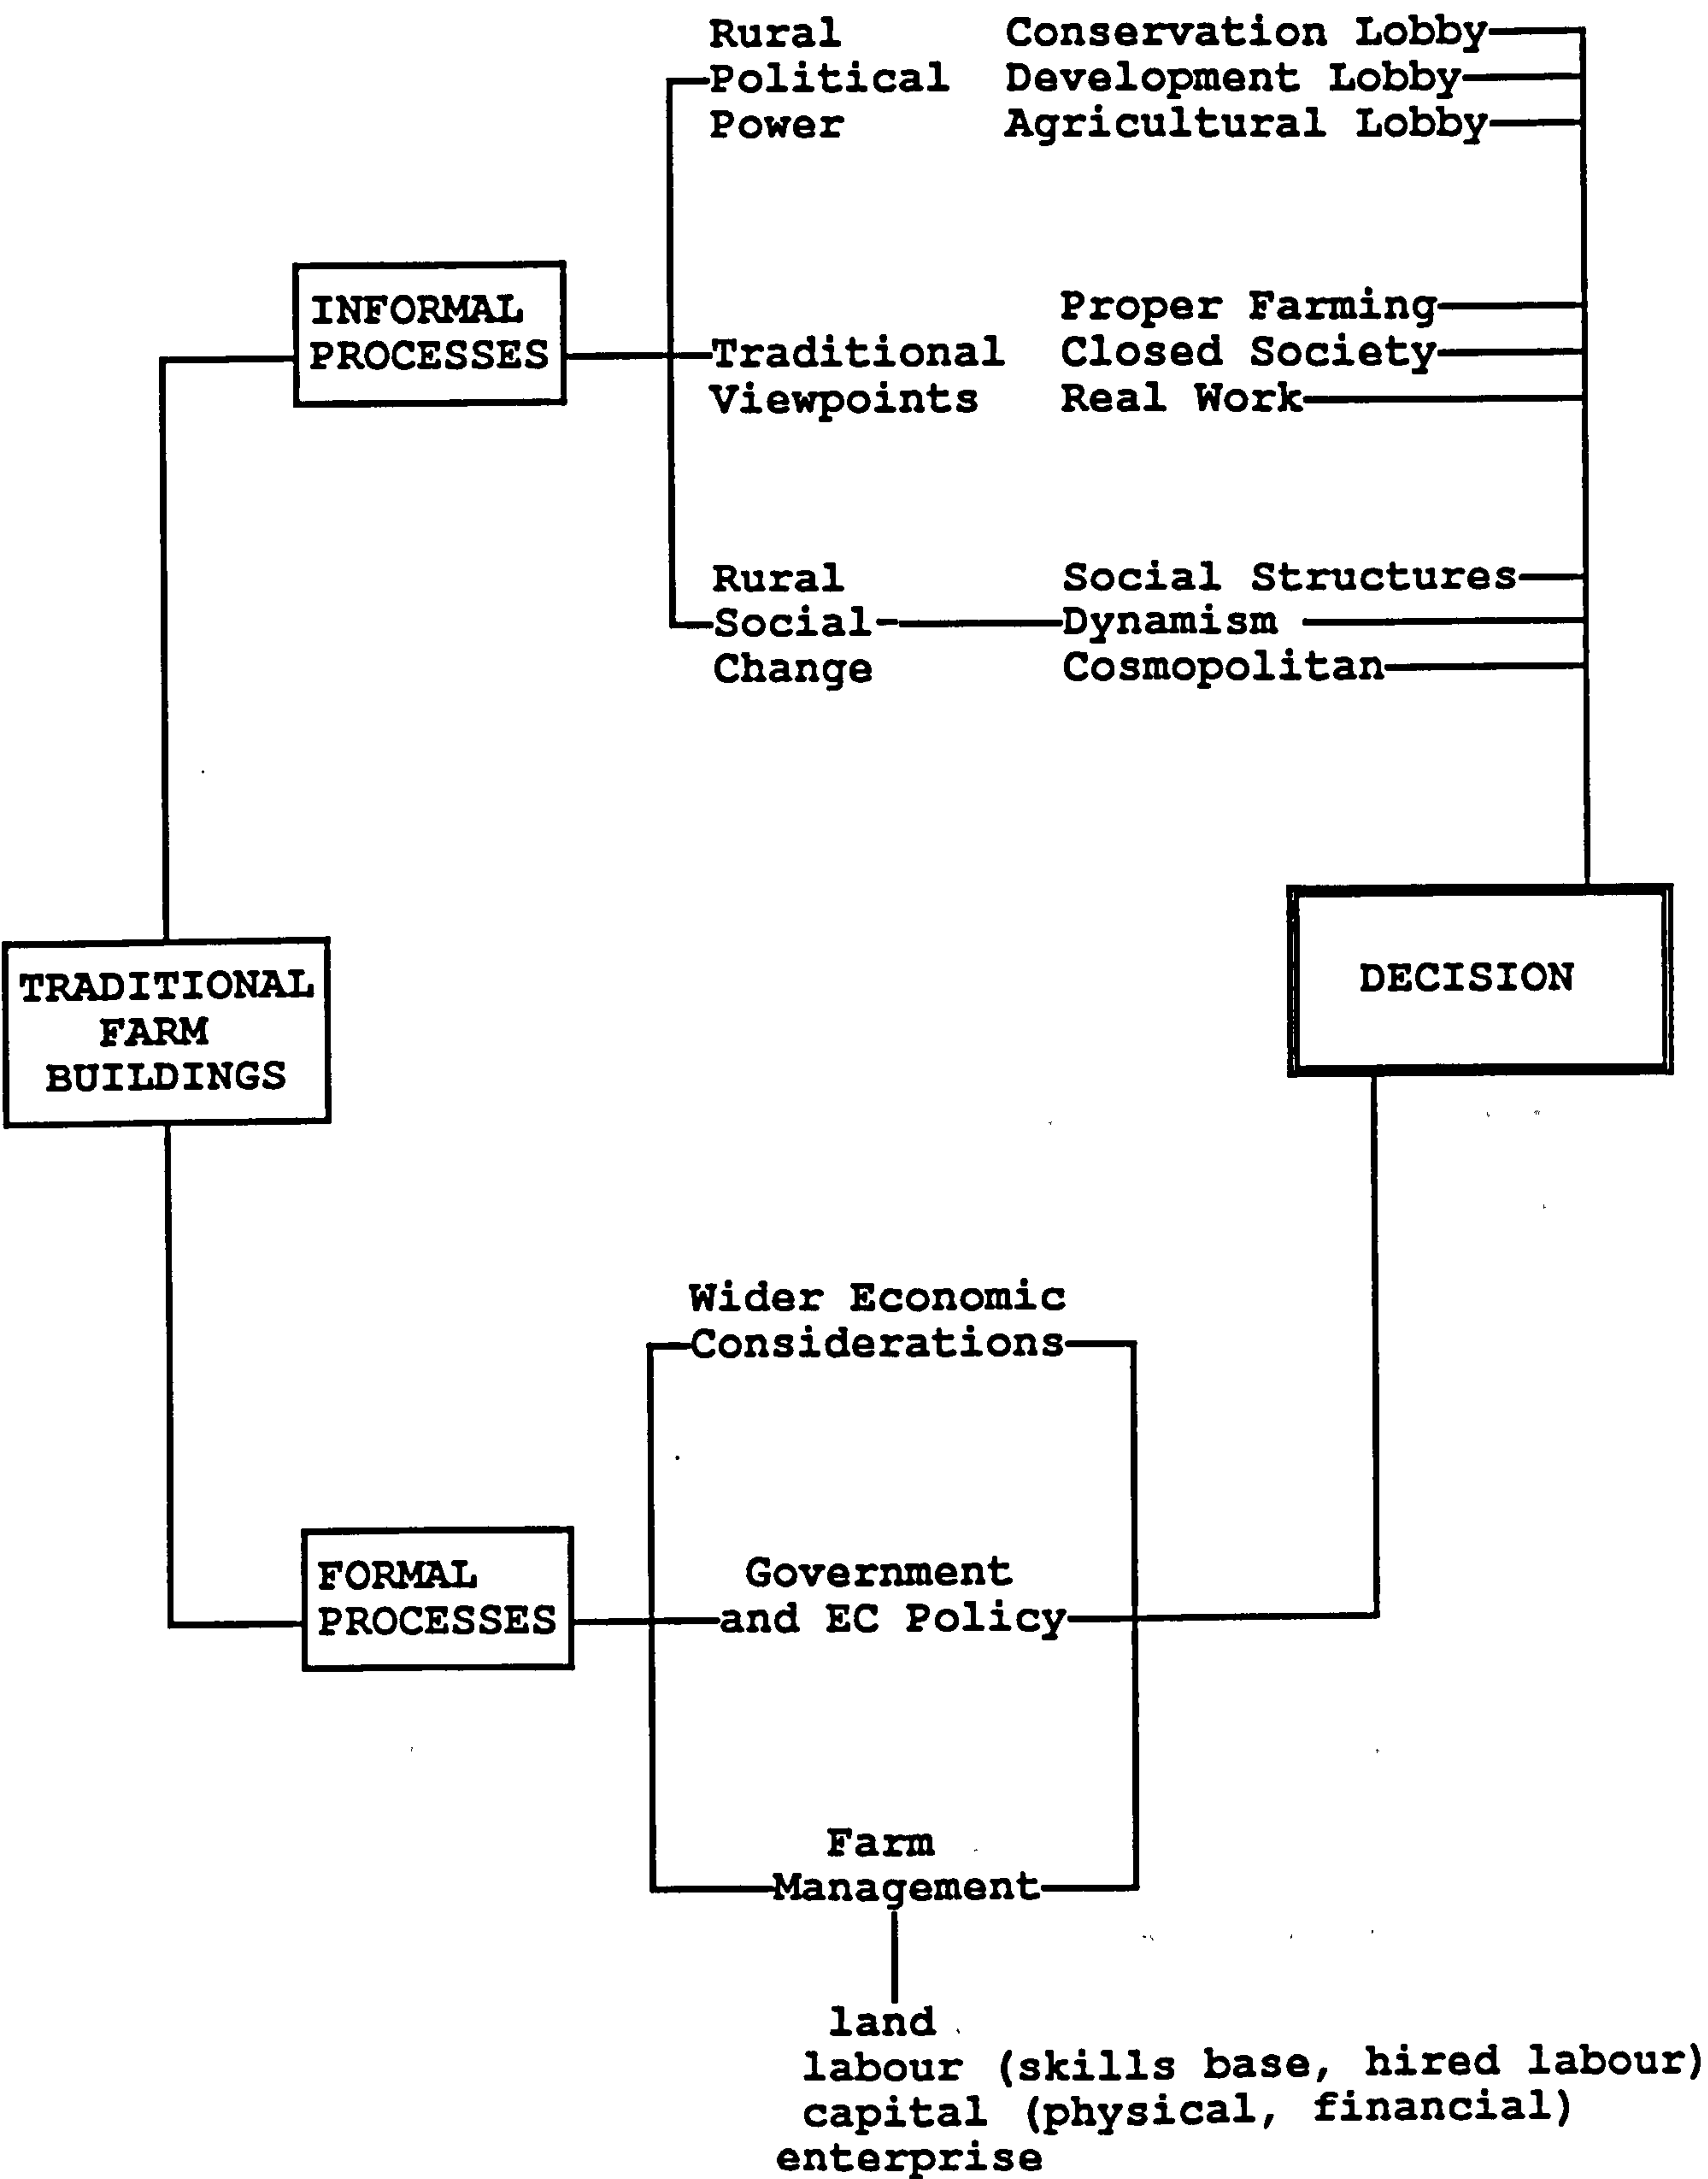 Rural
Political
Power
Conservation Lobby
Development Lobby
Agricultural Lobby
INFORMAL
PROCESSES
Traditional
Viewpoints
Proper Farming
Closed Society
Real Work
Rural
Social
Change
Social Structures
Dynamism
Cosmopolitan
TRADITIONAL
FARM
BUILDINGS
DECISION
Wider Economic
Considerations
FORMAL
PROCESSES
Government
and EC Policy
Farm
Management
land
labour (skills base, hired labour)
capital (physical, financial)
enterprise